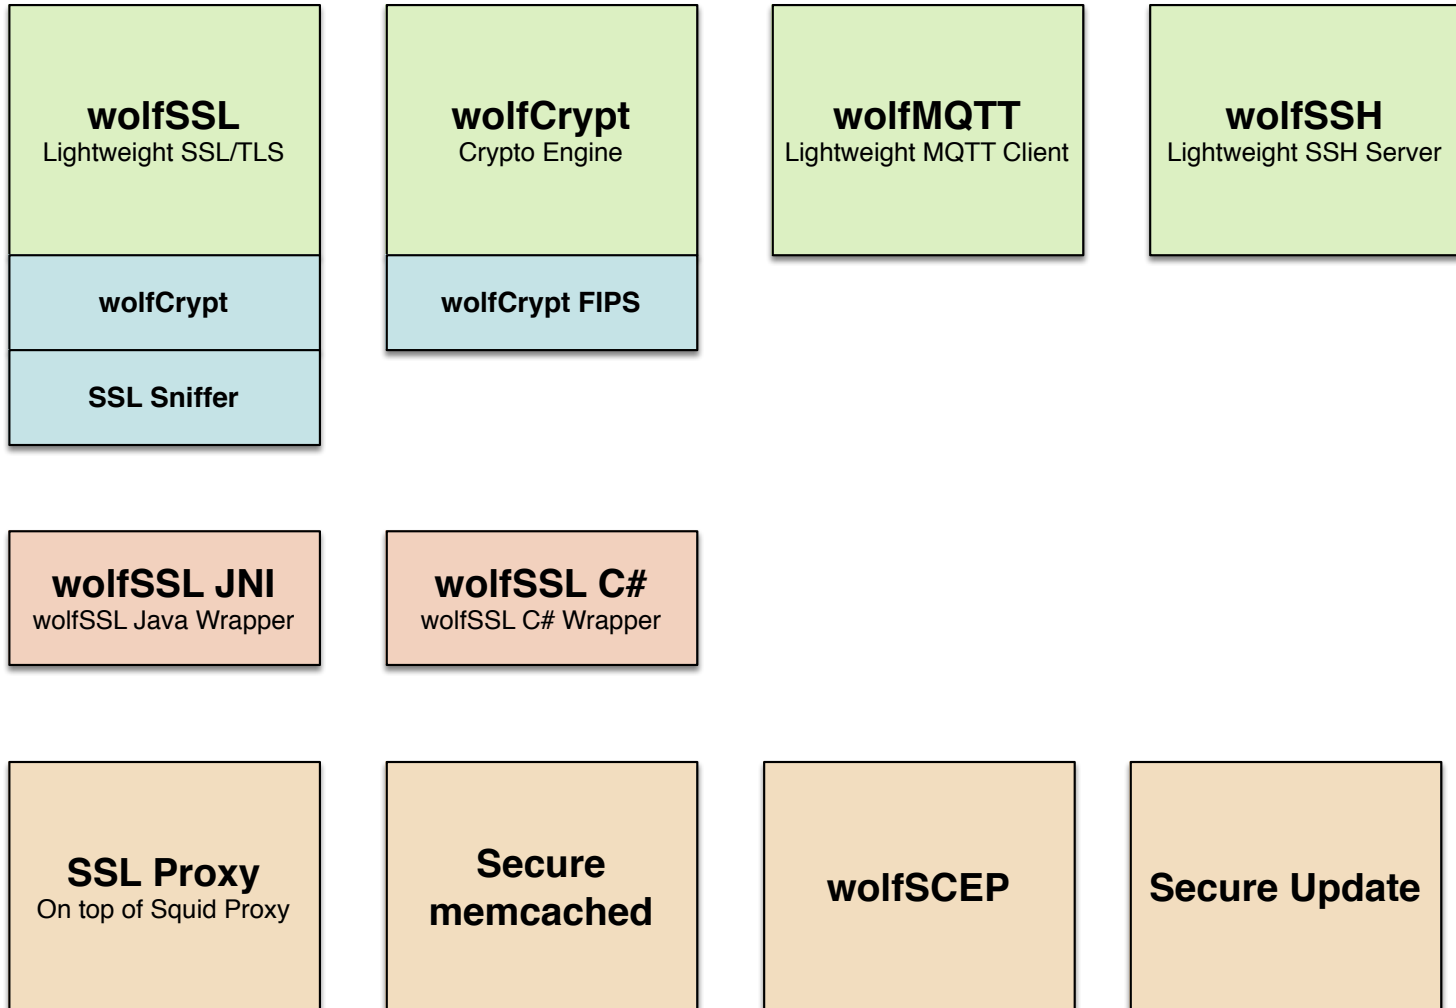 wolfSSL
Lightweight SSL/TLS
wolfCrypt
Crypto Engine
wolfMQTT
Lightweight MQTT Client
wolfSSH
Lightweight SSH Server
wolfCrypt
wolfCrypt FIPS
SSL Sniffer
wolfSSL JNI
wolfSSL Java Wrapper
wolfSSL C#
wolfSSL C# Wrapper
SSL Proxy
On top of Squid Proxy
Secure
memcached
wolfSCEP
Secure Update